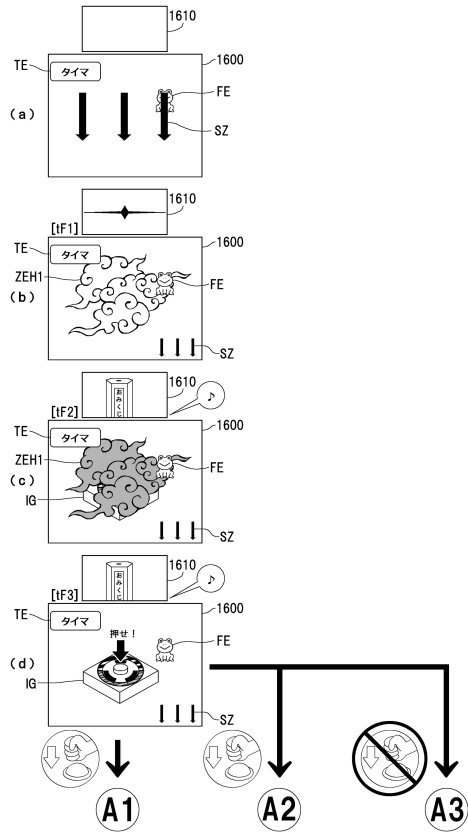 1610
TE
タイマ
1600
FE
(a)
SZ
1610
[tF1]
TE
タイマ
1600
ZEH1
FE
(b)
SZ
おみくじ
1610
♪
[tF2]
TE
タイマ
1600
ZEH1
FE
(c)
IG
SZ
おみくじ
1610
♪
[tF3]
TE
タイマ
1600
押せ!
FE
(d)
IG
SZ
A1
A2
A3